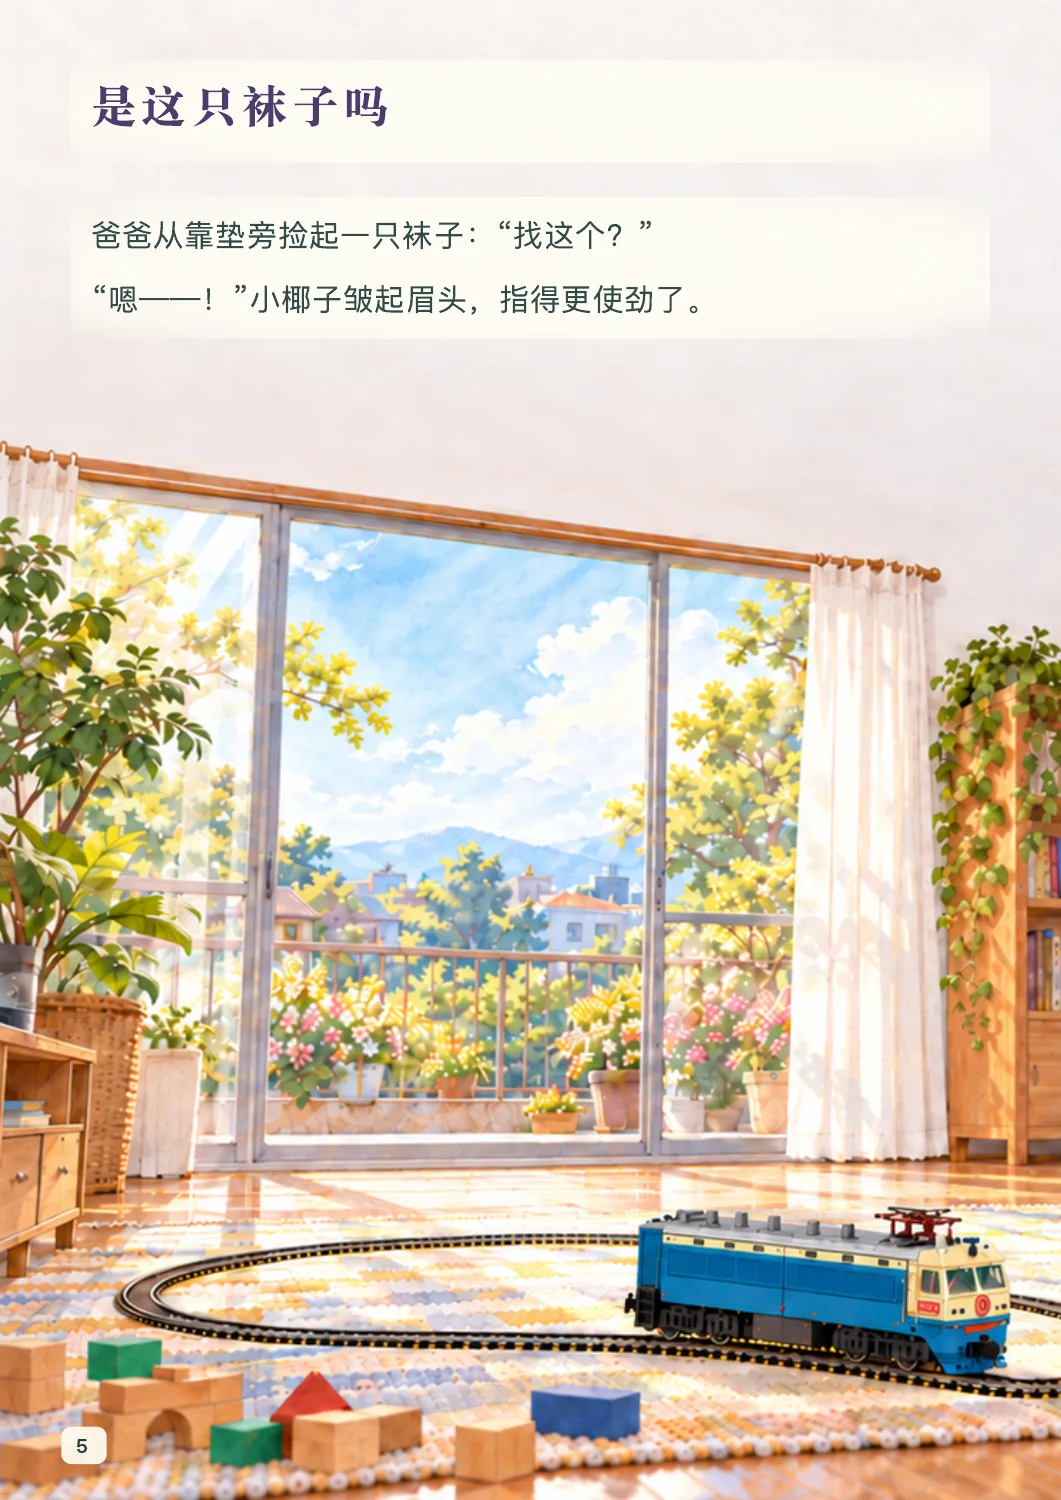 是这只袜子吗
爸爸从靠垫旁捡起一只袜子：“找这个？”
“嗯——！”小椰子皱起眉头，指得更使劲了。
5